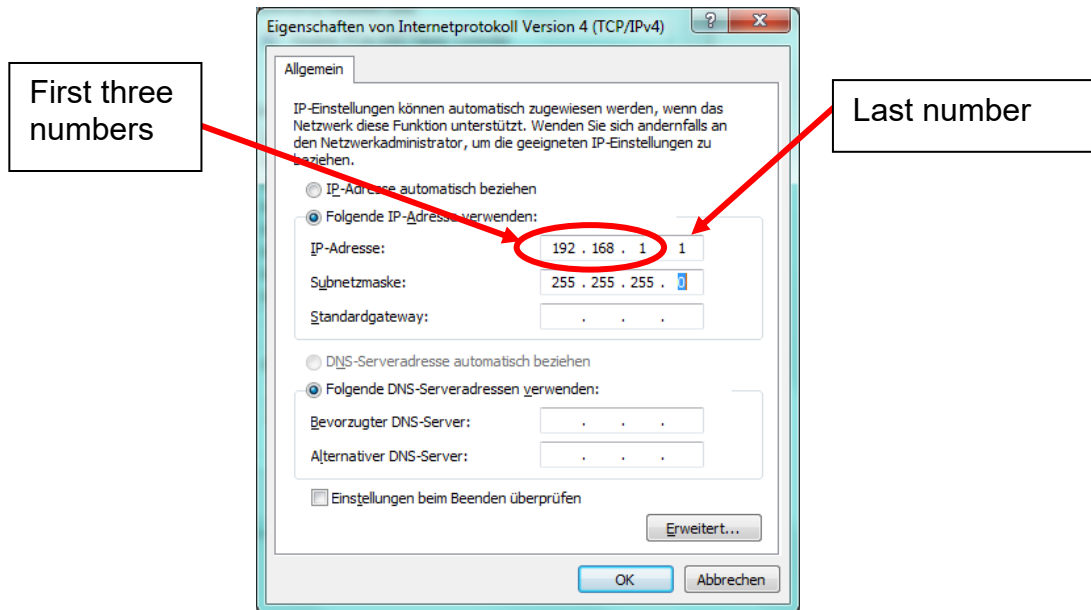 Eigenschaften von Internetprotokoll Version 4 (TCP/IPv4)
Allgemein
First three
numbers
Last number
IP-Einstellungen können automatisch zugewiesen werden, wenn das
Netzwerk diese Funktion unterstützt. Wenden Sie sich andernfalls an
den Netzwerkadministrator, um die geeigneten IP-Einstellungen zu
beziehen.
IP-Adresse automatisch beziehen
Folgende IP-Adresse verwenden:
IP-Adresse: 192 . 168 . 1 1
Subnetzmaske: 255 . 255 . 255 . 0
Standardgateway: . . .
DNS-Serveradresse automatisch beziehen
Folgende DNS-Serveradressen verwenden:
Bevorzugter DNS-Server: . . .
Alternativer DNS-Server: . . .
Einstellungen beim Beenden überprüfen
Erweitert...
OK Abbrechen